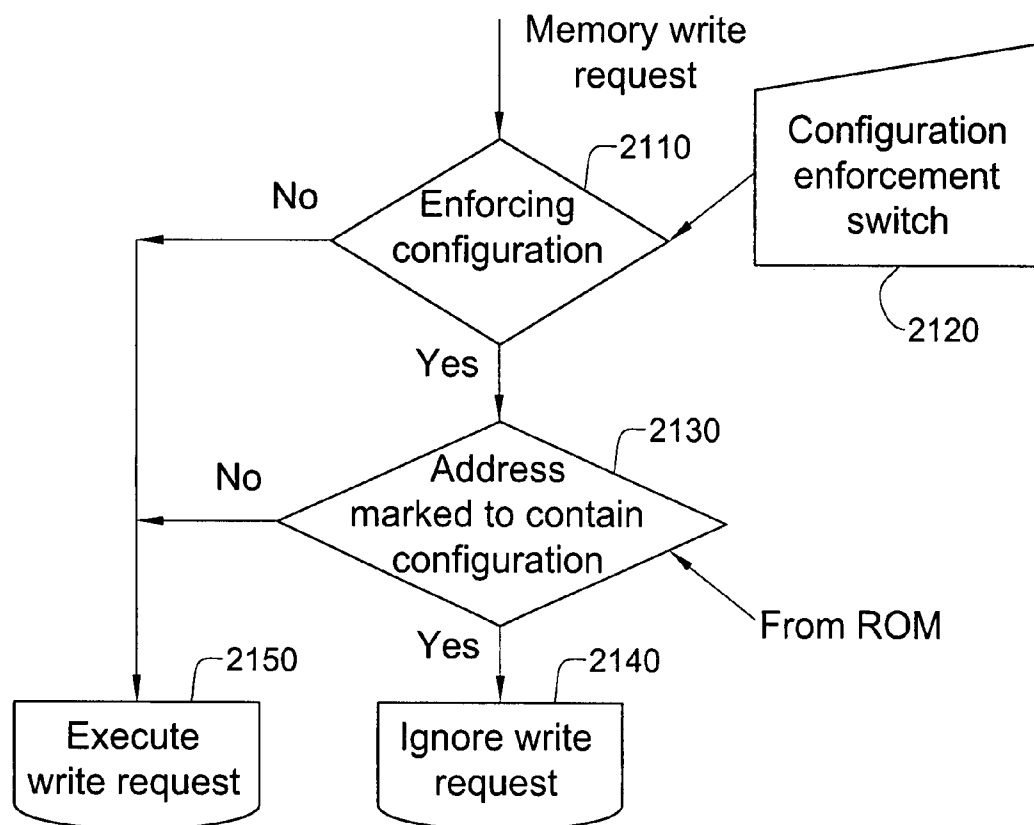 Memory write
request
2110
Configuration
enforcement
switch
No
Enforcing
configuration
2120
Yes
2130
No
Address
marked to contain
configuration
From ROM
Yes
2150
2140
Execute
write request
Ignore write
request